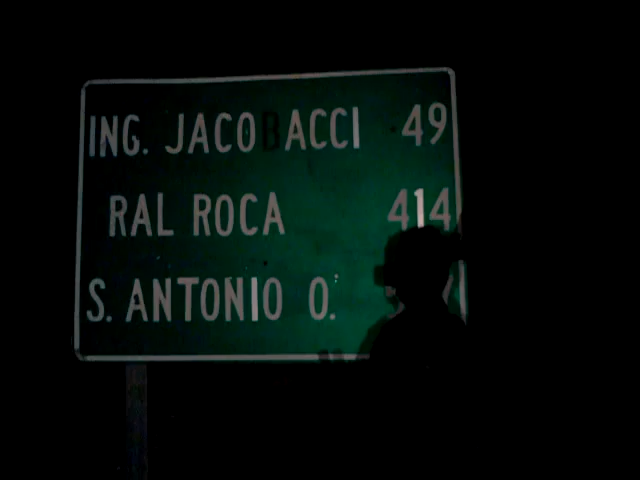 ING. JACOBACCI 49
RAL ROCA 414
S. ANTONIO O.